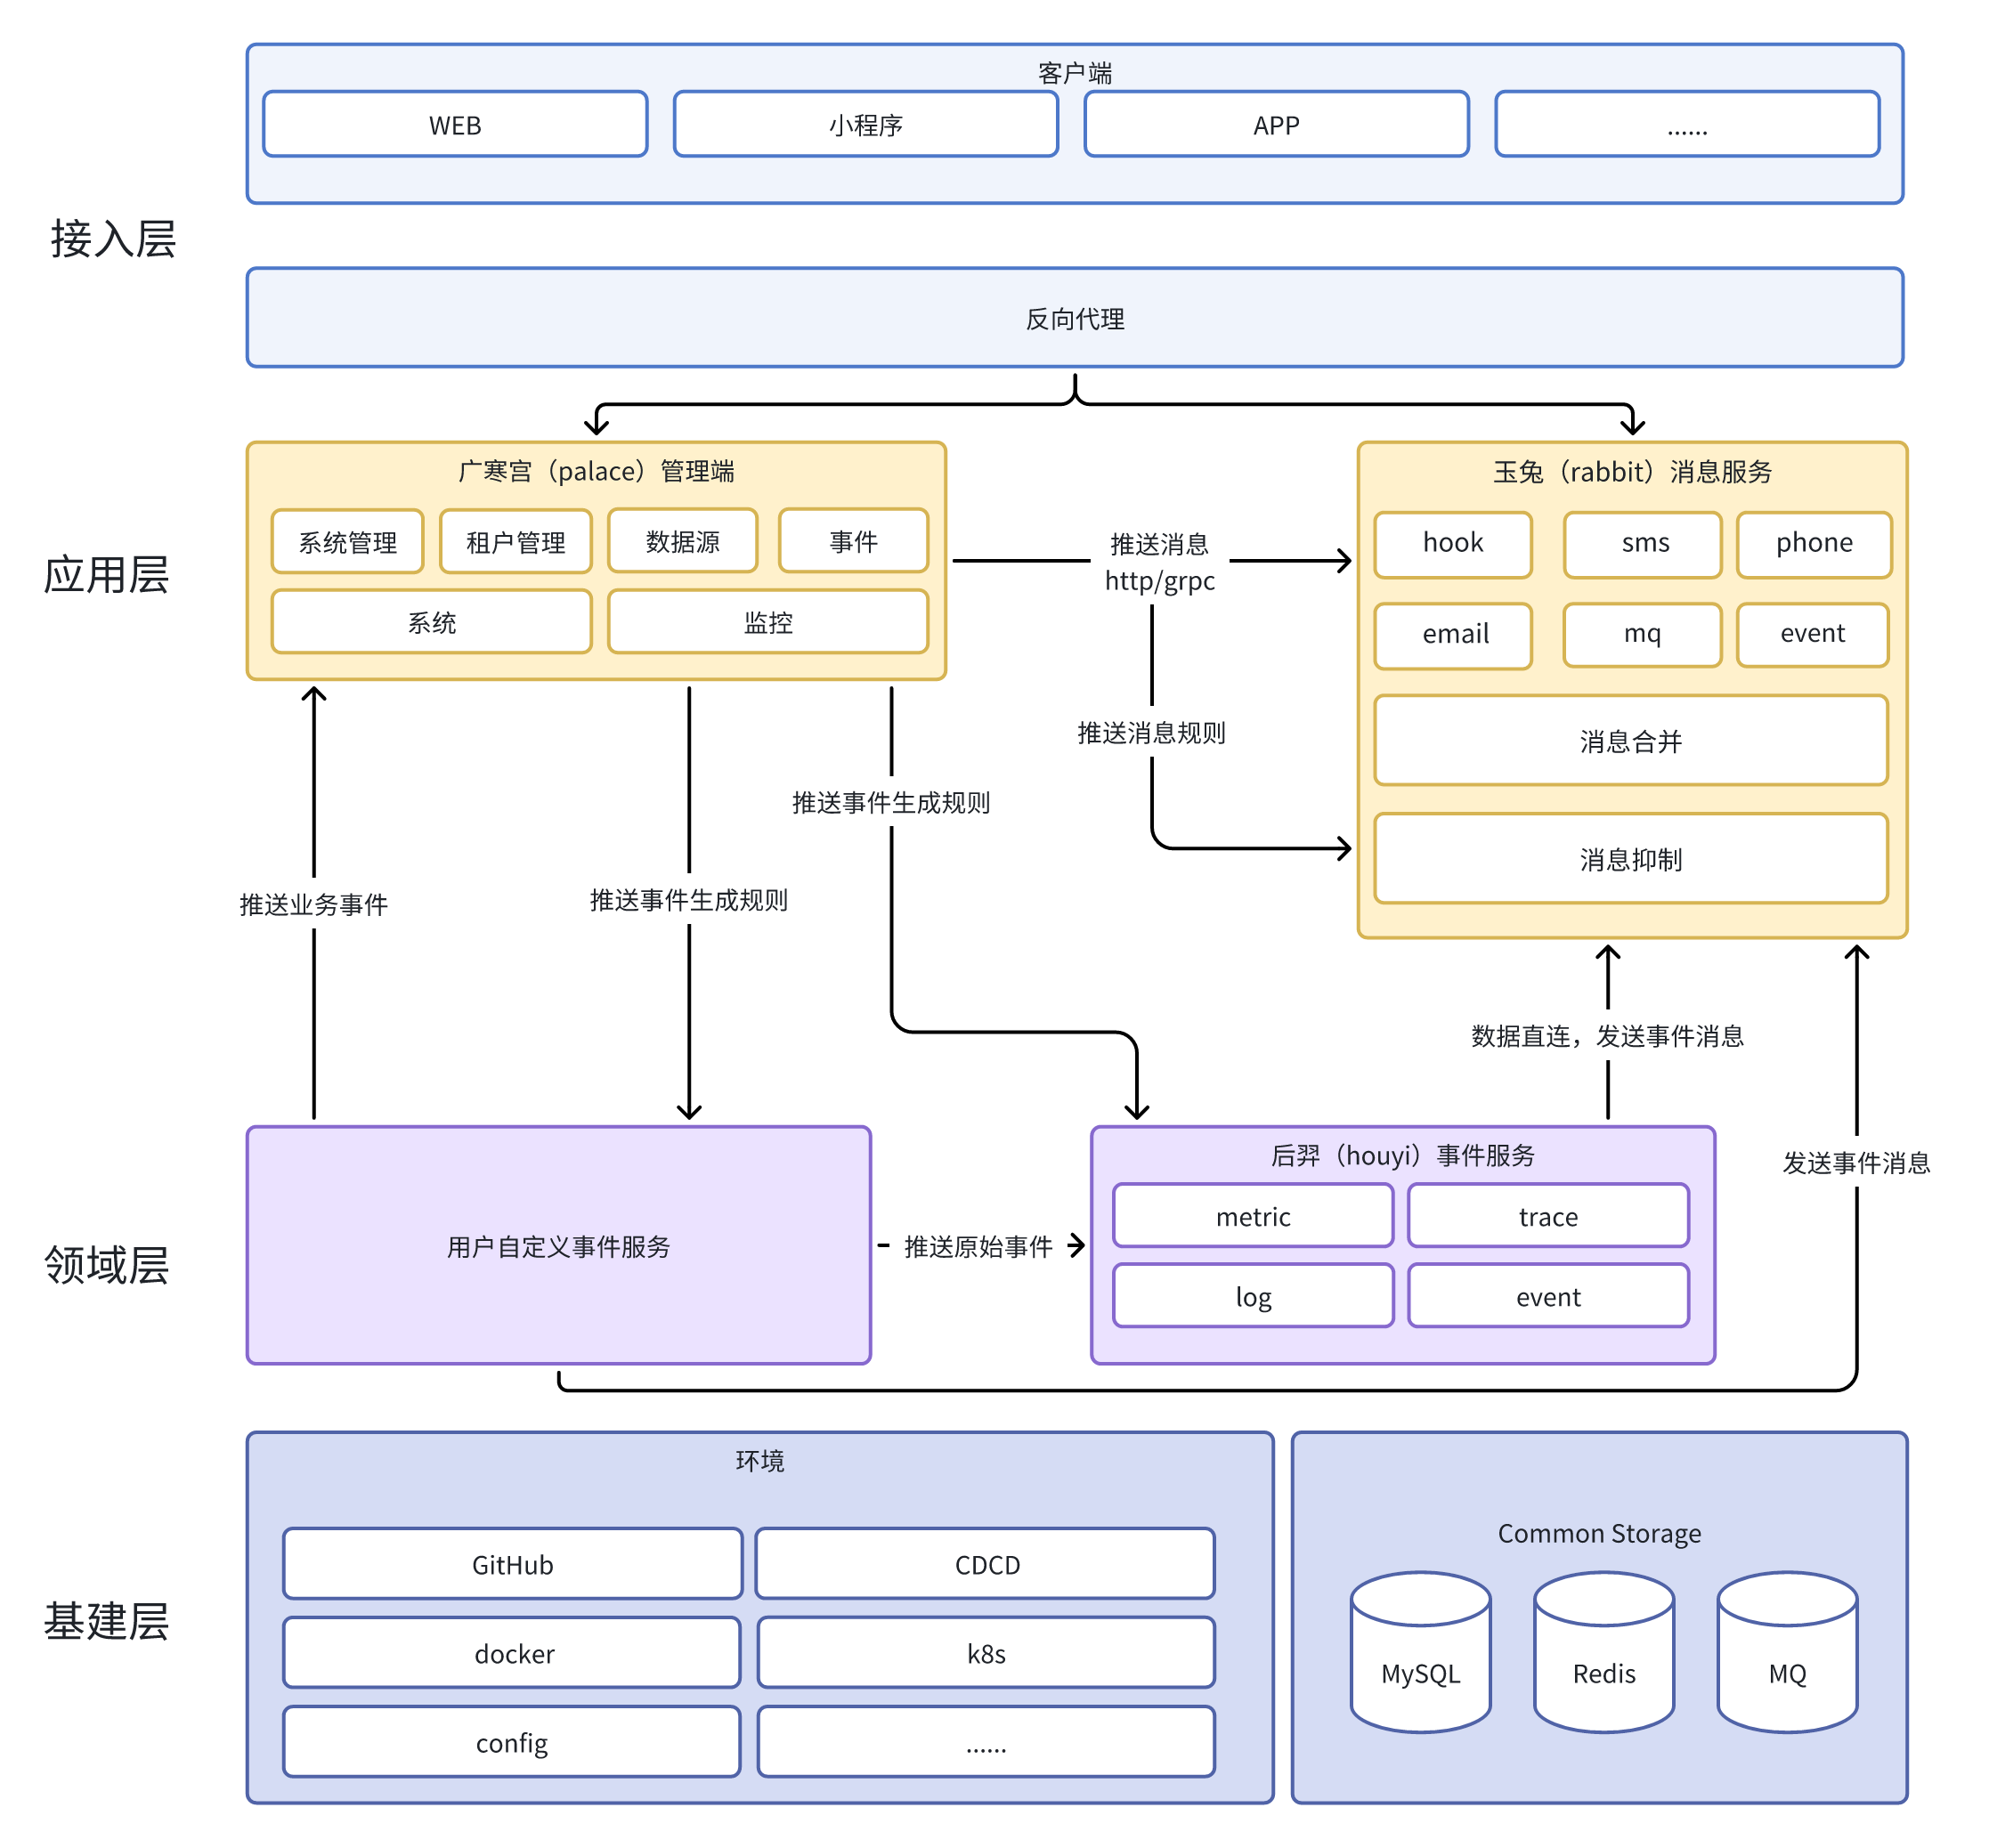 客户端
WEB
小程序
APP
......
接入层
反向代理
应用层
广寒宫（palace）管理端
系统管理
租户管理
数据源
事件
系统
监控
推送消息
http/grpc
推送消息规则
玉兔（rabbit）消息服务
hook
sms
phone
email
mq
event
消息合并
消息抑制
推送业务事件
推送事件生成规则
推送事件生成规则
数据直连，发送事件消息
发送事件消息
领域层
用户自定义事件服务
推送原始事件
后羿（houyi）事件服务
metric
trace
log
event
基建层
环境
GitHub
CDCD
docker
k8s
config
......
Common Storage
MySQL
Redis
MQ